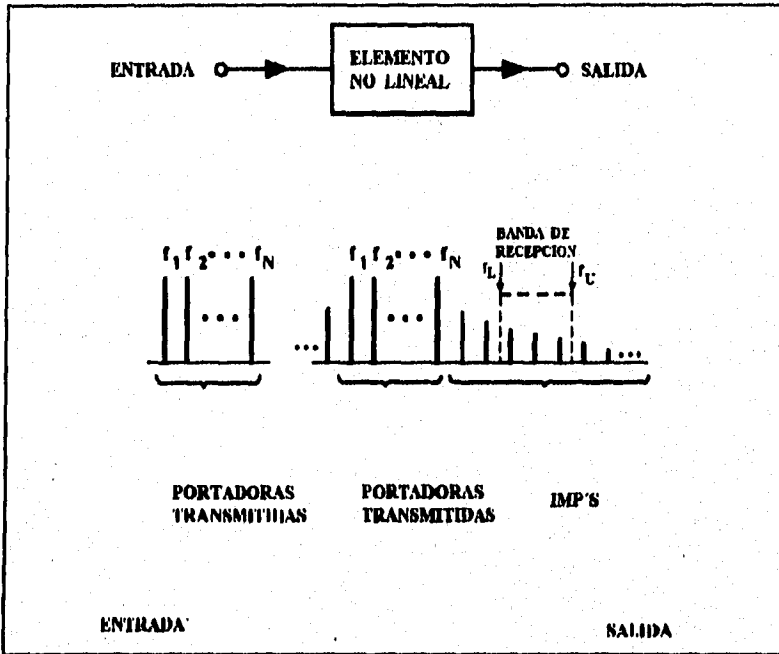 ENTRADA
ELEMENTO
NO LINEAL
SALIDA
f1 f2 ··· fN
f1 f2 ··· fN
BANDA DE
RECEPCION
fL
fU
···
···
···
···
PORTADORAS
TRANSMITIDAS
PORTADORAS
TRANSMITIDAS
IMP'S
ENTRADA
SALIDA